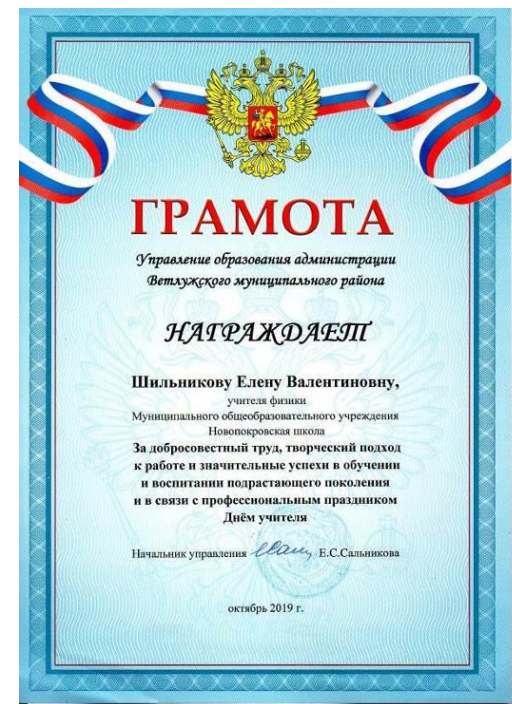 ГРАМОТА
Управление образования администрации
Ветлужского муниципального района
НАГРАЖДАЕТ
Шильникову Елену Валентиновну,
учителя физики
Муниципального общеобразовательного учреждения
Новопокровская школа
За добросовестный труд, творческий подход
к работе и значительные успехи в обучении
и воспитании подрастающего поколения
и в связи с профессиональным праздником
Днём учителя
Начальник управления Е.С.Сальникова
октябрь 2019 г.